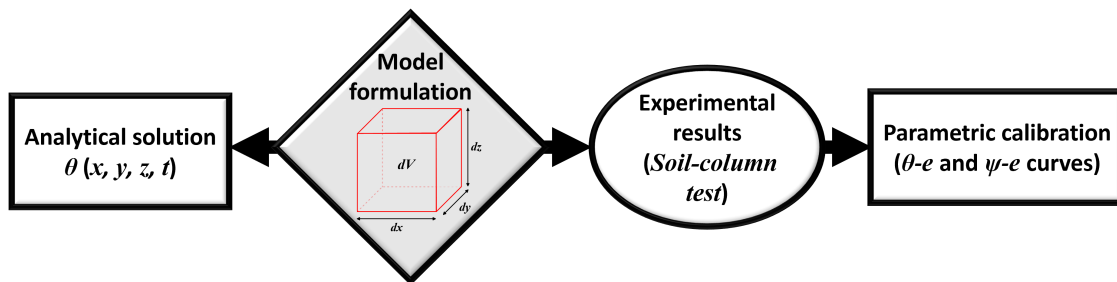 Analytical solution
θ (x, y, z, t)
Model
formulation
dV
dz
dy
dx
Experimental
results
(Soil-column
test)
Parametric calibration
(θ-e and ψ-e curves)